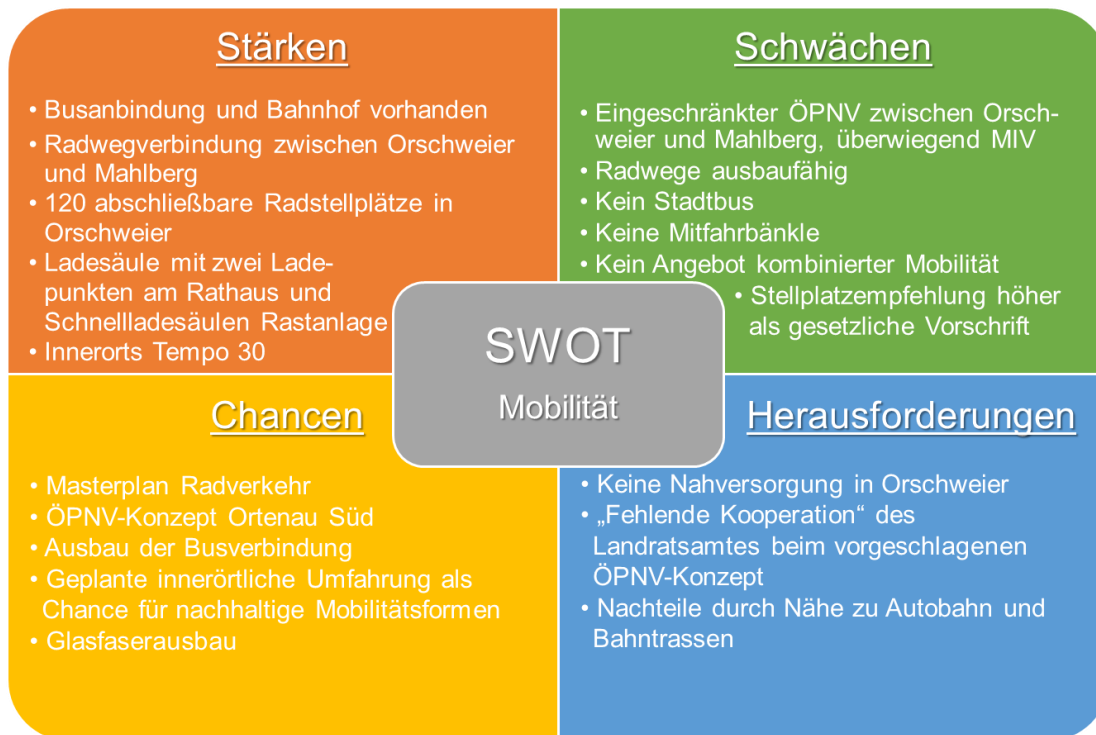 Stärken
• Busanbindung und Bahnhof vorhanden
• Radwegverbindung zwischen Orschweier
und Mahlberg
• 120 abschließbare Radstellplätze in
Orschweier
• Ladesäule mit zwei Lade-
punkten am Rathaus und
Schnellladesäulen Rastanlage
• Innerorts Tempo 30
Schwächen
• Eingeschränkter ÖPNV zwischen Orsch-
weier und Mahlberg, überwiegend MIV
• Radwege ausbaufähig
• Kein Stadtbus
• Keine Mitfahrbänkle
• Kein Angebot kombinierter Mobilität
• Stellplatzempfehlung höher
als gesetzliche Vorschrift
SWOT
Mobilität
Chancen
• Masterplan Radverkehr
• ÖPNV-Konzept Ortenau Süd
• Ausbau der Busverbindung
• Geplante innerörtliche Umfahrung als
Chance für nachhaltige Mobilitätsformen
• Glasfaserausbau
Herausforderungen
• Keine Nahversorgung in Orschweier
• „Fehlende Kooperation“ des
Landratsamtes beim vorgeschlagenen
ÖPNV-Konzept
• Nachteile durch Nähe zu Autobahn und
Bahntrassen